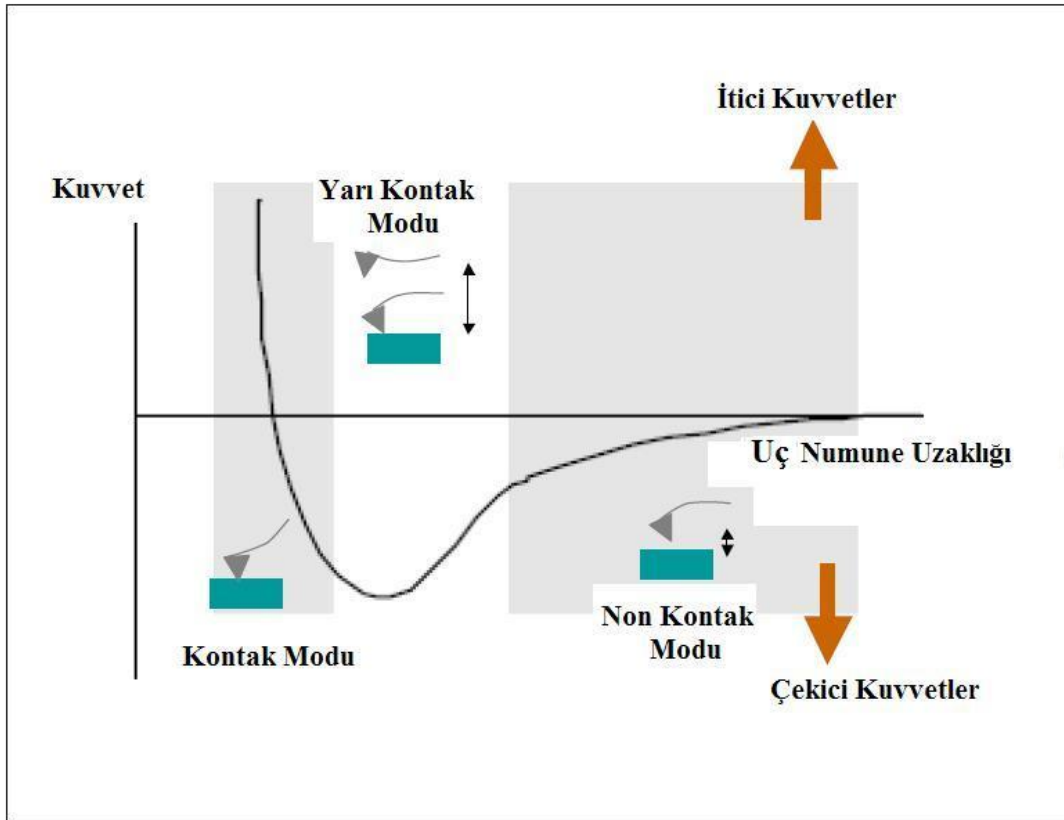 İtici Kuvvetler
Kuvvet
Yarı Kontak
Modu
Uç Numune Uzaklığı
Non Kontak
Modu
Kontak Modu
Çekici Kuvvetler